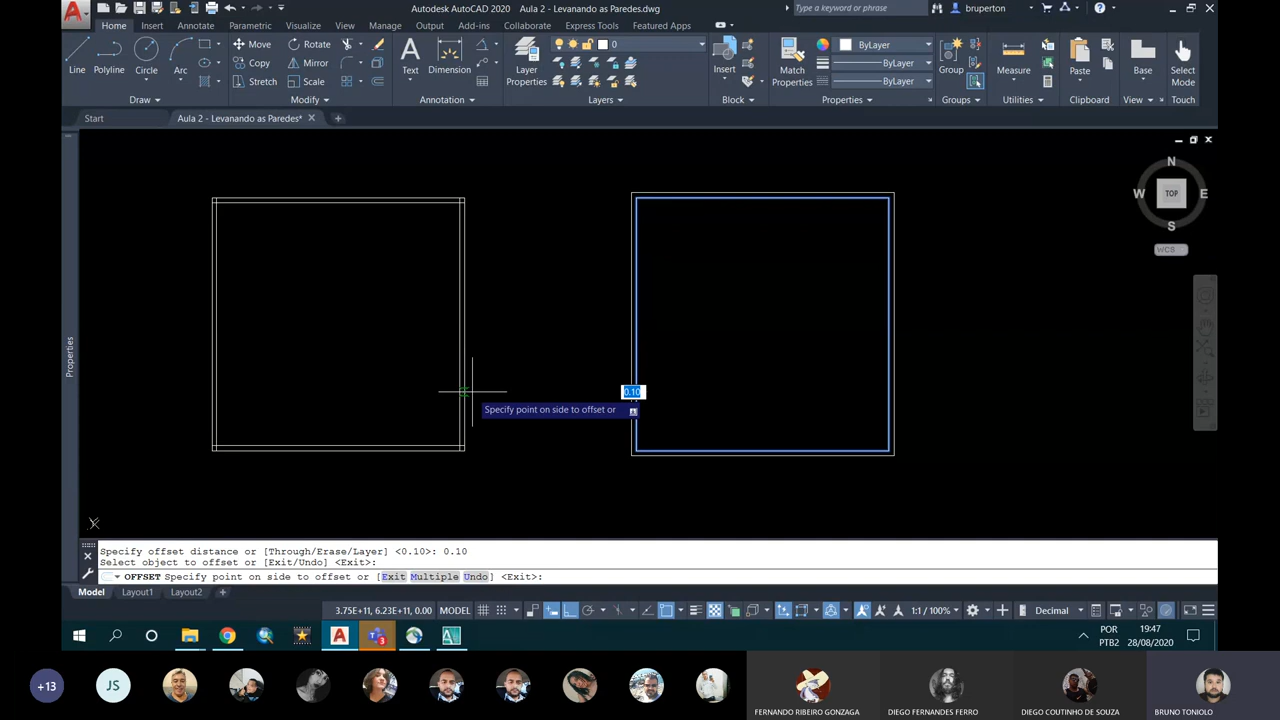 Autodesk AutoCAD 2020 Aula 2 - Levanando as Paredes.dwg
Type a keyword or phrase
bruperton
Home Insert Annotate Parametric View Manage Output Add-ins Collaborate Express Tools Featured Apps
Line Polyline Circle Arc
Move Rotate
Copy Mirror
Stretch Scale
Text Dimension
Layer
Properties
0
Insert
Match
Properties
ByLayer
ByLayer
ByLayer
Group
Measure
Paste
Base
Select
Mode
Draw Modify Annotation Layers Block Properties Groups Utilities Clipboard View Touch
Start Aula 2 - Levanando as Paredes*
N
W TOP E
S
WCS
Properties
0.10
Specify point on side to offset or
Y
Specify offset distance or [Through/Erase/Layer] <0.10>: 0.10
Select object to offset or [Exit/Undo] <Exit>:
OFFSET Specify point on side to offset or [Exit Multiple Undo] <Exit>:
Model Layout1 Layout2
3.75E+11, 6.23E+11, 0.00 MODEL 1:1 / 100% Decimal
3
POR
PTB2
19:47
28/08/2020
+13
JS
FERNANDO RIBEIRO GONZAGA DIEGO FERNANDES FERRO DIEGO COUTINHO DE SOUZA BRUNO TONIOLO